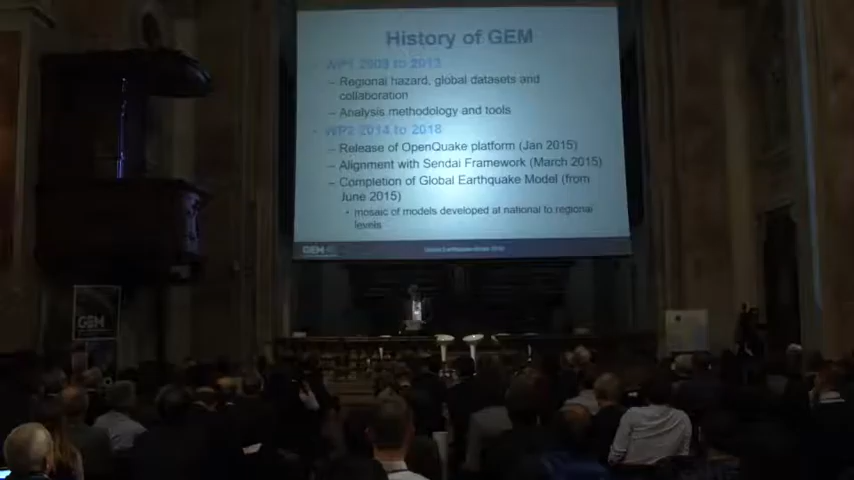 History of GEM
WP1 2009 to 2013
– Regional hazard, global datasets and
collaboration
– Analysis methodology and tools
WP2 2014 to 2018
– Release of OpenQuake platform (Jan 2015)
– Alignment with Sendai Framework (March 2015)
– Completion of Global Earthquake Model (from
June 2015)
• mosaic of models developed at national to regional
levels
GEM
GEM